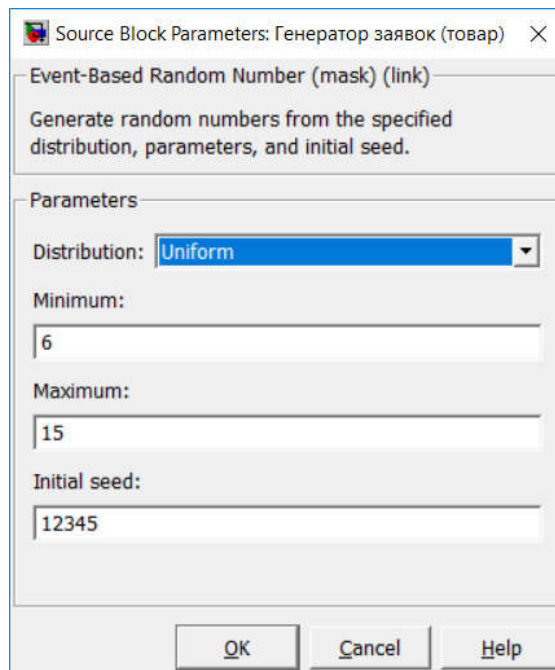 Source Block Parameters: Генератор заявок (товар)
Event-Based Random Number (mask) (link)
Generate random numbers from the specified
distribution, parameters, and initial seed.
Parameters
Distribution: Uniform
Minimum:
6
Maximum:
15
Initial seed:
12345
OK Cancel Help